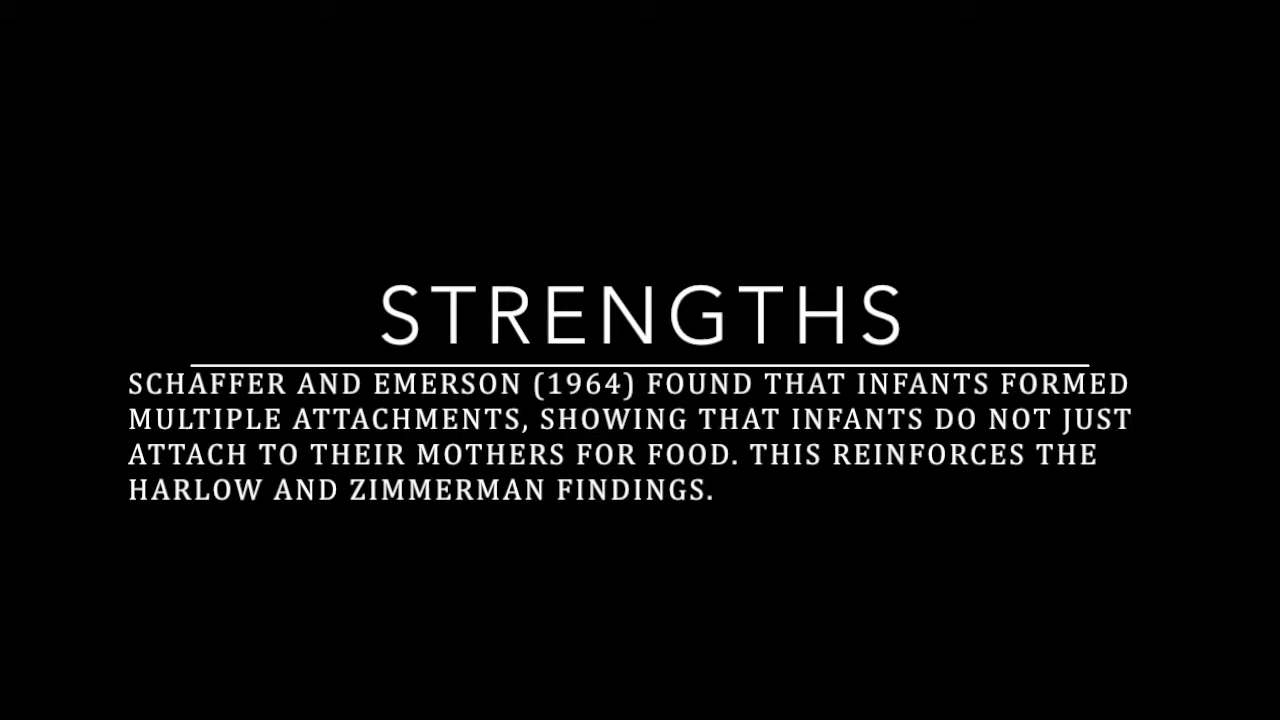 STRENGTHS
SCHAFFER AND EMERSON (1964) FOUND THAT INFANTS FORMED
MULTIPLE ATTACHMENTS, SHOWING THAT INFANTS DO NOT JUST
ATTACH TO THEIR MOTHERS FOR FOOD. THIS REINFORCES THE
HARLOW AND ZIMMERMAN FINDINGS.